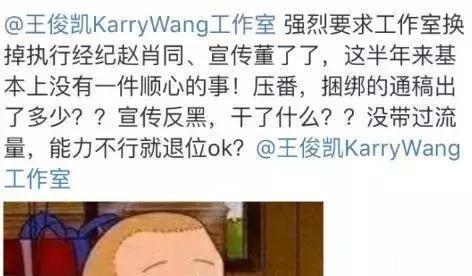 @王俊凯KarryWang工作室 强烈要求工作室换
掉执行经纪赵肖同、宣传董了了，这半年来基
本上没有一件顺心的事！压番，捆绑的通稿出
了多少？？宣传反黑，干了什么？？没带过流
量，能力不行就退位ok？@王俊凯KarryWang
工作室